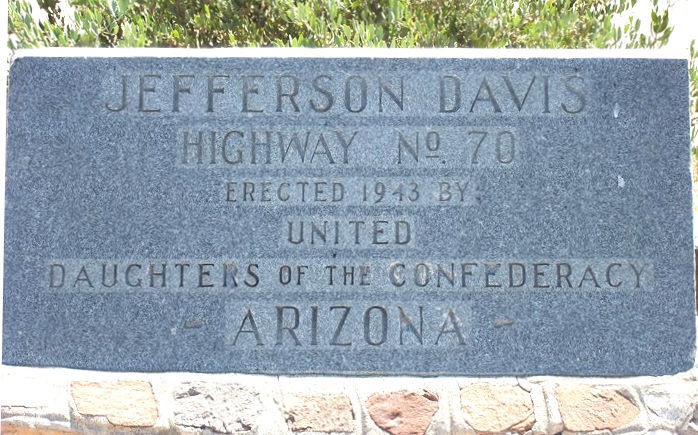 JEFFERSON DAVIS
HIGHWAY Nº. 70
ERECTED 1943 BY
UNITED
DAUGHTERS OF THE CONFEDERACY
- ARIZONA -